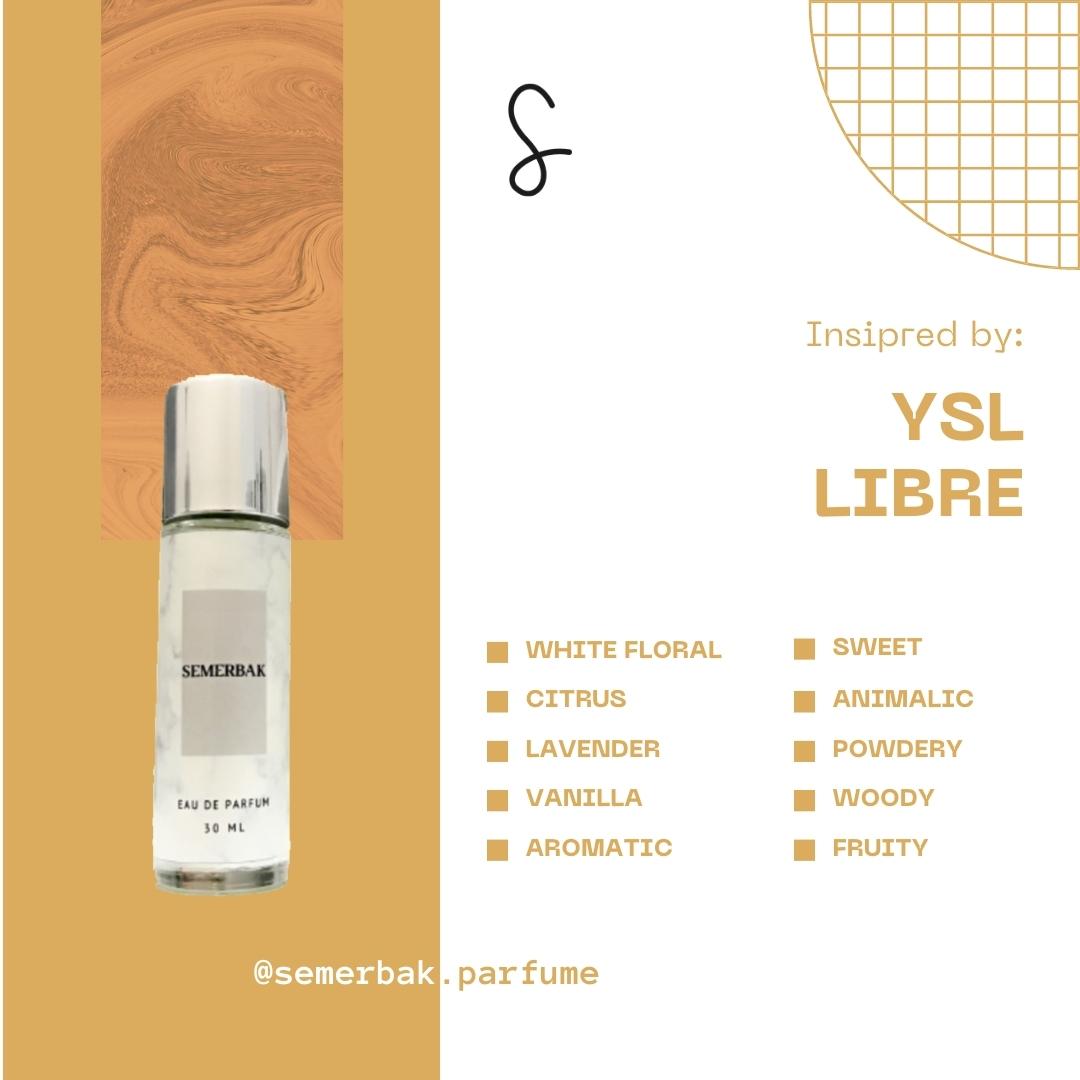 S
Insipred by:
YSL
LIBRE
WHITE FLORAL
CITRUS
LAVENDER
VANILLA
AROMATIC
SWEET
ANIMALIC
POWDERY
WOODY
FRUITY
SEMERBAK
EAU DE PARFUM
30 ML
@semerbak.parfume